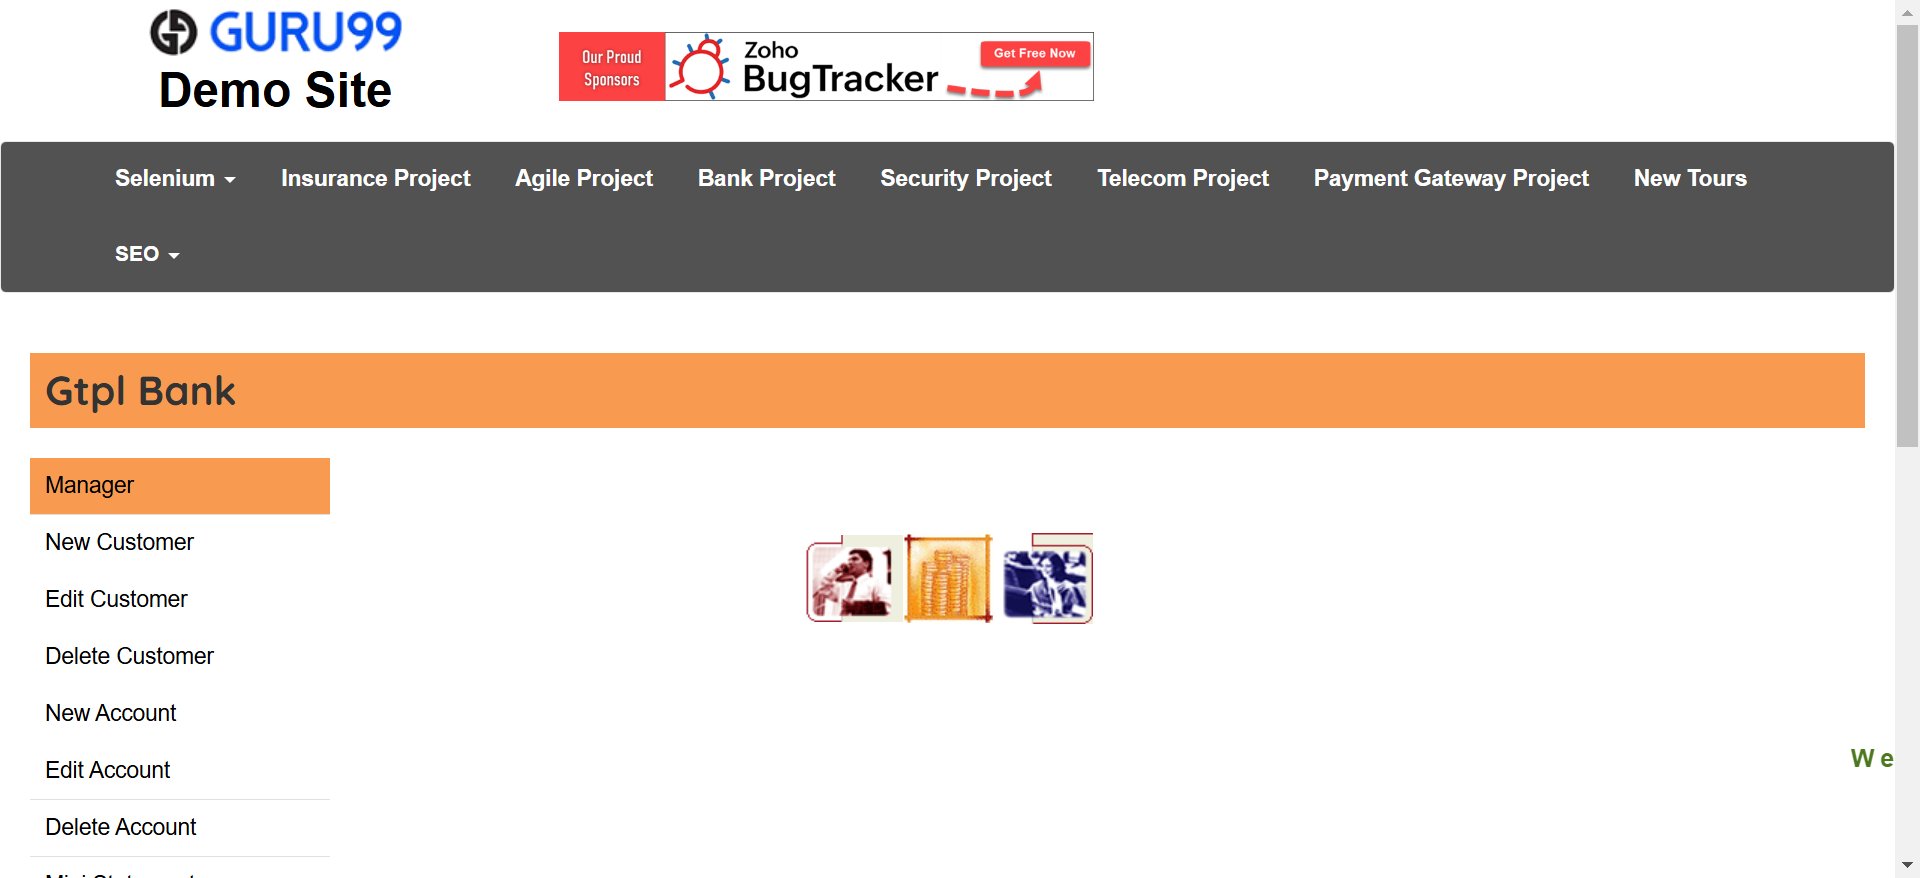 GURU99
Demo Site
Our Proud
Sponsors
Zoho
BugTracker
Get Free Now
Selenium
Insurance Project
Agile Project
Bank Project
Security Project
Telecom Project
Payment Gateway Project
New Tours
SEO
Gtpl Bank
Manager
New Customer
Edit Customer
Delete Customer
New Account
Edit Account
We
Delete Account